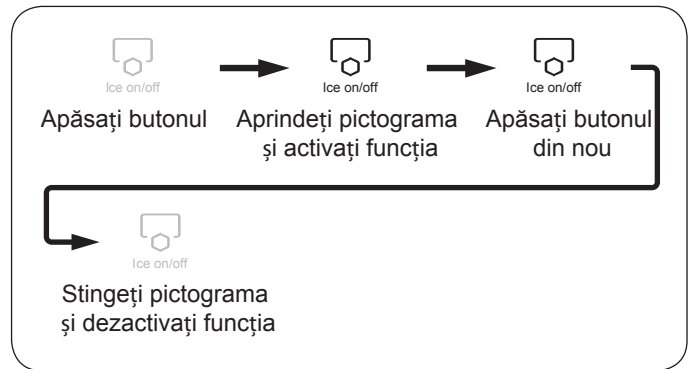 Ice on/off
Ice on/off
Ice on/off
Apăsați butonul
Aprindeți pictograma
și activați funcția
Apăsați butonul
din nou
Ice on/off
Stingeți pictograma
și dezactivați funcția